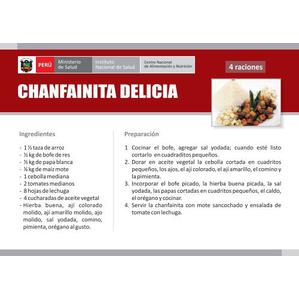 PERÚ
Ministerio
de Salud
Instituto
Nacional de Salud
Centro Nacional
de Alimentación y Nutrición
4 raciones
CHANFAINITA DELICIA
Ingredientes
- 1 ½ taza de arroz
- ½ kg de bofe de res
- ½ kg de papa blanca
- ¼ kg de maíz mote
- 1 cebolla mediana
- 2 tomates medianos
- 8 hojas de lechuga
- 4 cucharadas de aceite vegetal
- Hierba buena, ají colorado
molido, ají amarillo molido, ajo
molido, sal yodada, comino,
pimienta, orégano al gusto.
Preparación
1. Cocinar el bofe, agregar sal yodada; cuando esté listo
cortarlo en cuadraditos pequeños.
2. Dorar en aceite vegetal la cebolla cortada en cuadritos
pequeños, los ajos, el ají colorado, el ají amarillo, el comino y
la pimienta.
3. Incorporar el bofe picado, la hierba buena picada, la sal
yodada, las papas cortadas en cuadritos pequeños, el caldo,
el orégano y cocinar.
4. Servir la chanfainita con mote sancochado y ensalada de
tomate con lechuga.